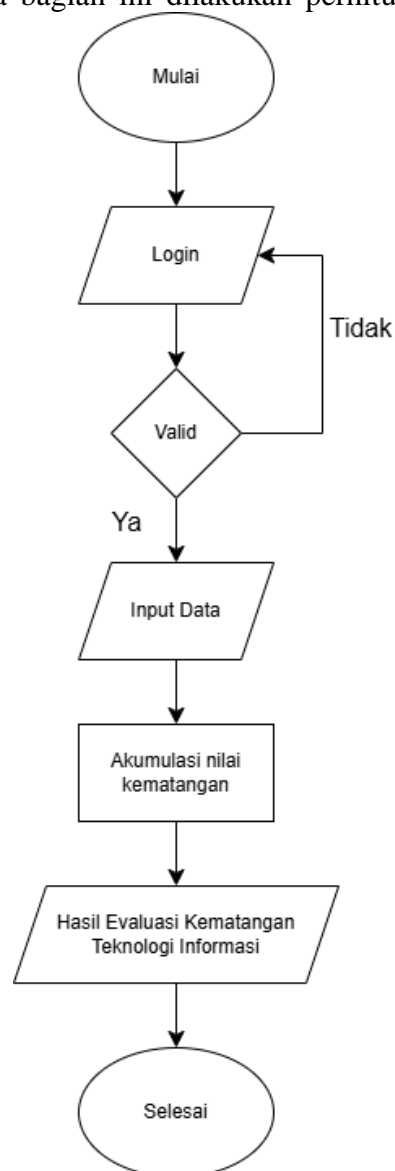 bagian ini dilakukan
Mulai
Login
Tidak
Valid
Ya
Input Data
Akumulasi nilai
kematangan
Hasil Evaluasi Kematangan
Teknologi Informasi
Selesai